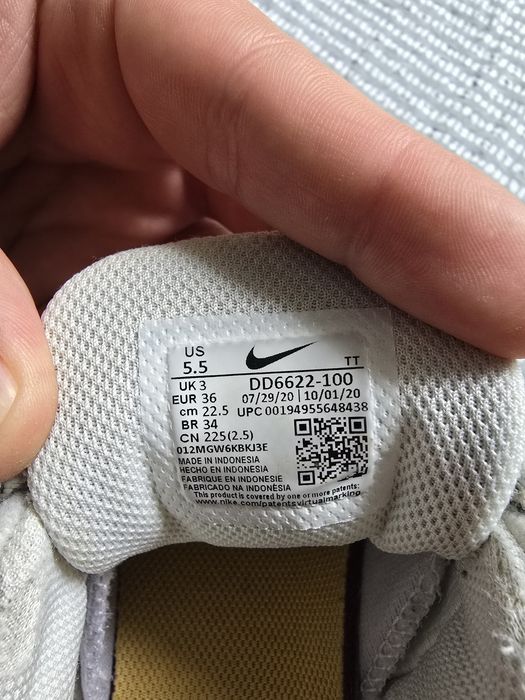 US
5.5
TT
UK 3
DD6622-100
EUR 36
07/29/20 | 10/01/20
cm 22.5
UPC 00194955648438
BR 34
CN 225(2.5)
012MGW6KBKJ3E
MADE IN INDONESIA
HECHO EN INDONESIA
FABRIQUE EN INDONESIE
FABRICADO NA INDONÉSIA
This product is covered by one or more patents:
www.nike.com/patentsvirtualmarking